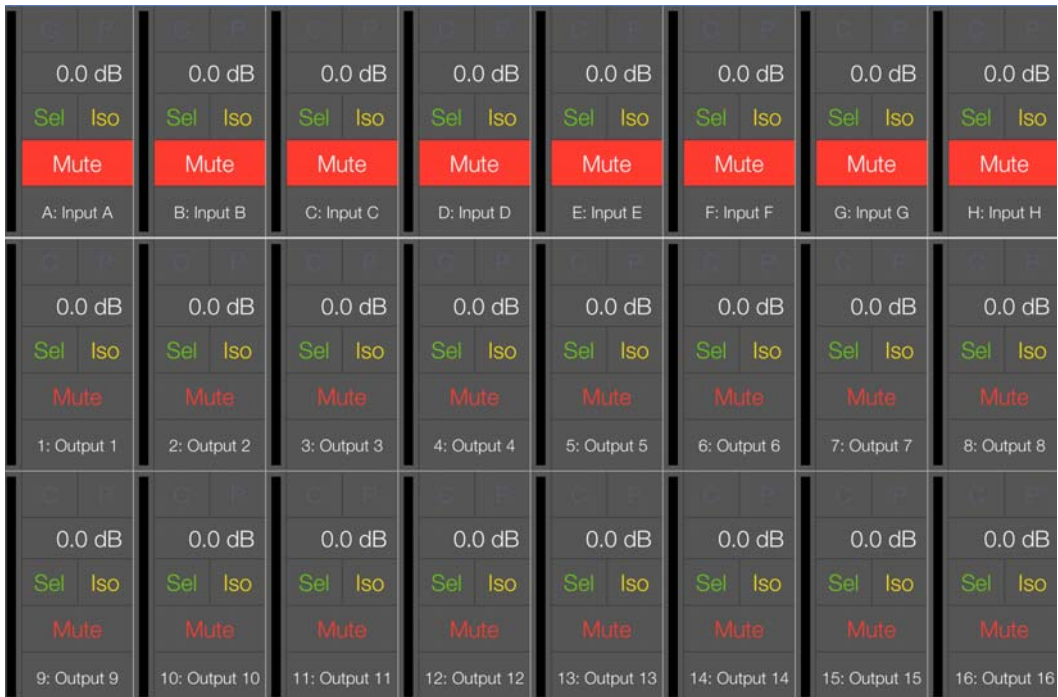 C P C P C P C P C P C P C P C P
0.0 dB 0.0 dB 0.0 dB 0.0 dB 0.0 dB 0.0 dB 0.0 dB 0.0 dB
Sel Iso Sel Iso Sel Iso Sel Iso Sel Iso Sel Iso Sel Iso Sel Iso
Mute Mute Mute Mute Mute Mute Mute Mute
A: Input A B: Input B C: Input C D: Input D E: Input E F: Input F G: Input G H: Input H
C P C P C P C P C P C P C P C P
0.0 dB 0.0 dB 0.0 dB 0.0 dB 0.0 dB 0.0 dB 0.0 dB 0.0 dB
Sel Iso Sel Iso Sel Iso Sel Iso Sel Iso Sel Iso Sel Iso Sel Iso
Mute Mute Mute Mute Mute Mute Mute Mute
1: Output 1 2: Output 2 3: Output 3 4: Output 4 5: Output 5 6: Output 6 7: Output 7 8: Output 8
C P C P C P C P C P C P C P C P
0.0 dB 0.0 dB 0.0 dB 0.0 dB 0.0 dB 0.0 dB 0.0 dB 0.0 dB
Sel Iso Sel Iso Sel Iso Sel Iso Sel Iso Sel Iso Sel Iso Sel Iso
Mute Mute Mute Mute Mute Mute Mute Mute
9: Output 9 10: Output 10 11: Output 11 12: Output 12 13: Output 13 14: Output 14 15: Output 15 16: Output 16